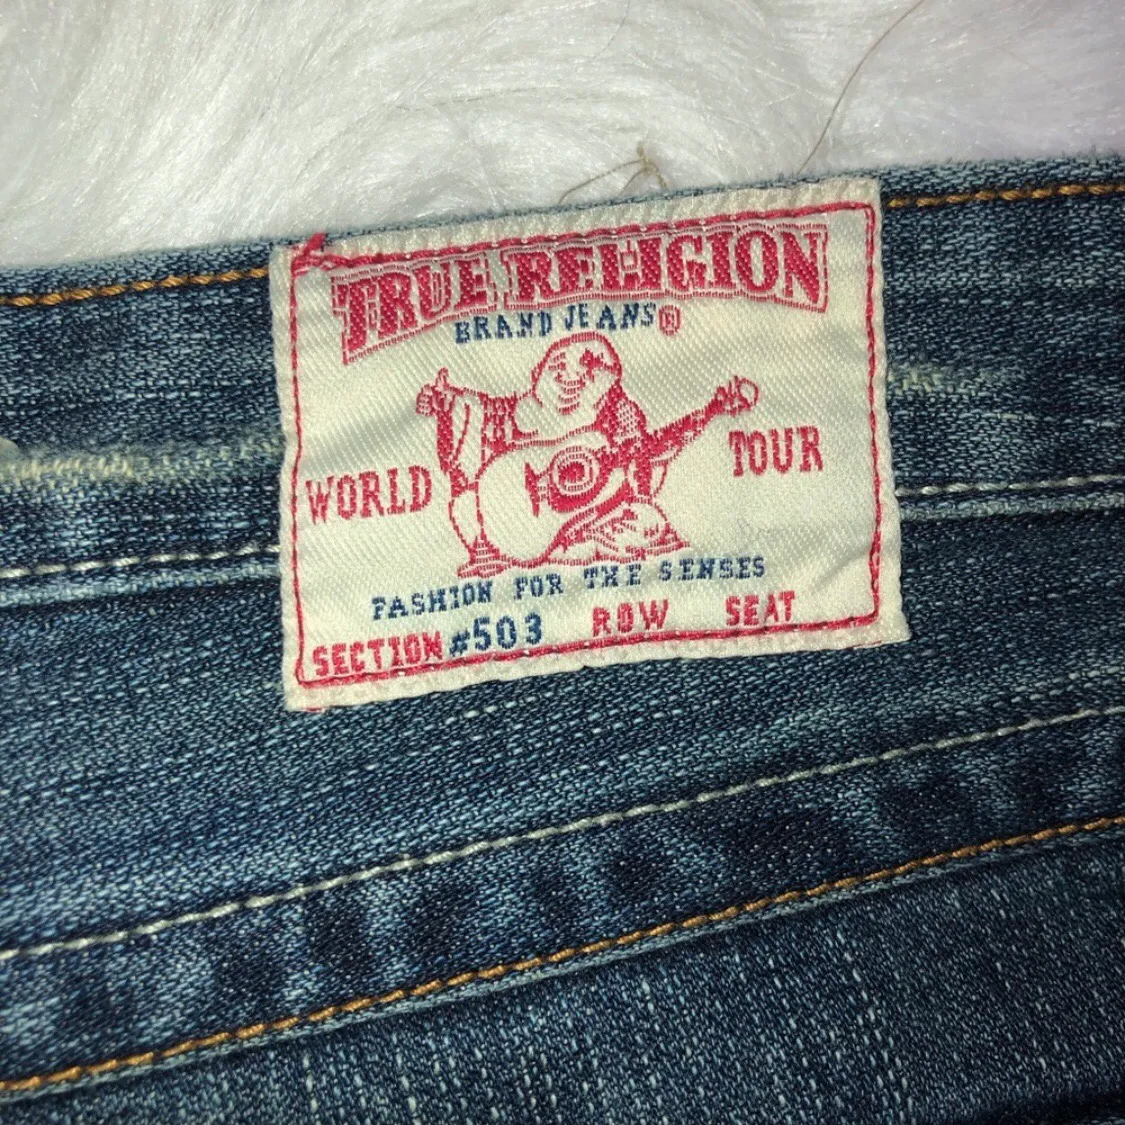 TRUE RELIGION
BRAND JEANS®
WORLD TOUR
FASHION FOR THE SENSES
SECTION #503 ROW SEAT